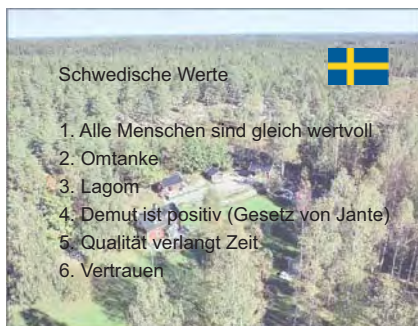 Schwedische Werte
1. Alle Menschen sind gleich wertvoll
2. Omtanke
3. Lagom
4. Demut ist positiv (Gesetz von Jante)
5. Qualität verlangt Zeit
6. Vertrauen